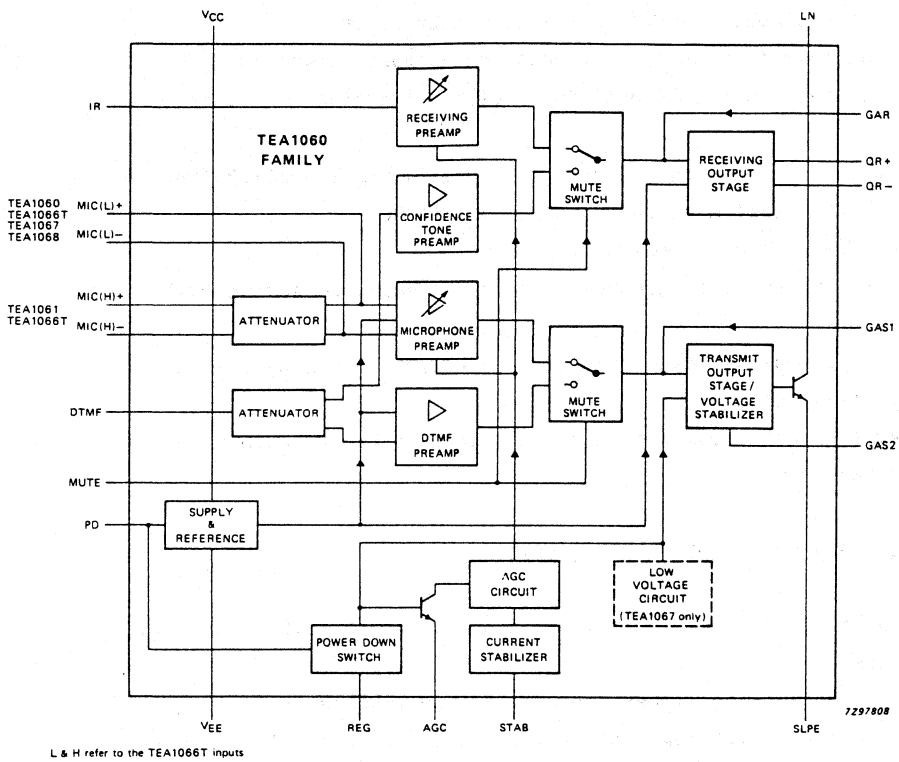 VCC
LN
IR
RECEIVING
PREAMP
GAR
TEA1060
FAMILY
MUTE
SWITCH
RECEIVING
OUTPUT
STAGE
QR+
QR−
TEA1060
TEA1066T
TEA1067
TEA1068
MIC(L)+
MIC(L)−
CONFIDENCE
TONE
PREAMP
TEA1061
TEA1066T
MIC(H)+
MIC(H)−
ATTENUATOR
MICROPHONE
PREAMP
GAS1
MUTE
SWITCH
TRANSMIT
OUTPUT
STAGE/
VOLTAGE
STABILIZER
DTMF
ATTENUATOR
DTMF
PREAMP
GAS2
MUTE
PD
SUPPLY
&
REFERENCE
AGC
CIRCUIT
LOW
VOLTAGE
CIRCUIT
(TEA1067 only)
POWER DOWN
SWITCH
CURRENT
STABILIZER
7Z97808
VEE
REG
AGC
STAB
SLPE
L & H refer to the TEA1066T inputs